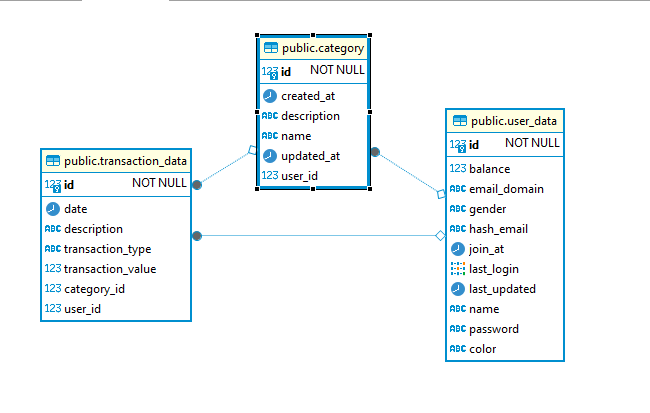 public.category
123 id NOT NULL
created_at
ABC description
ABC name
updated_at
123 user_id
public.user_data
123 id NOT NULL
123 balance
ABC email_domain
ABC gender
ABC hash_email
join_at
last_login
last_updated
ABC name
ABC password
ABC color
public.transaction_data
123 id NOT NULL
date
ABC description
ABC transaction_type
123 transaction_value
123 category_id
123 user_id